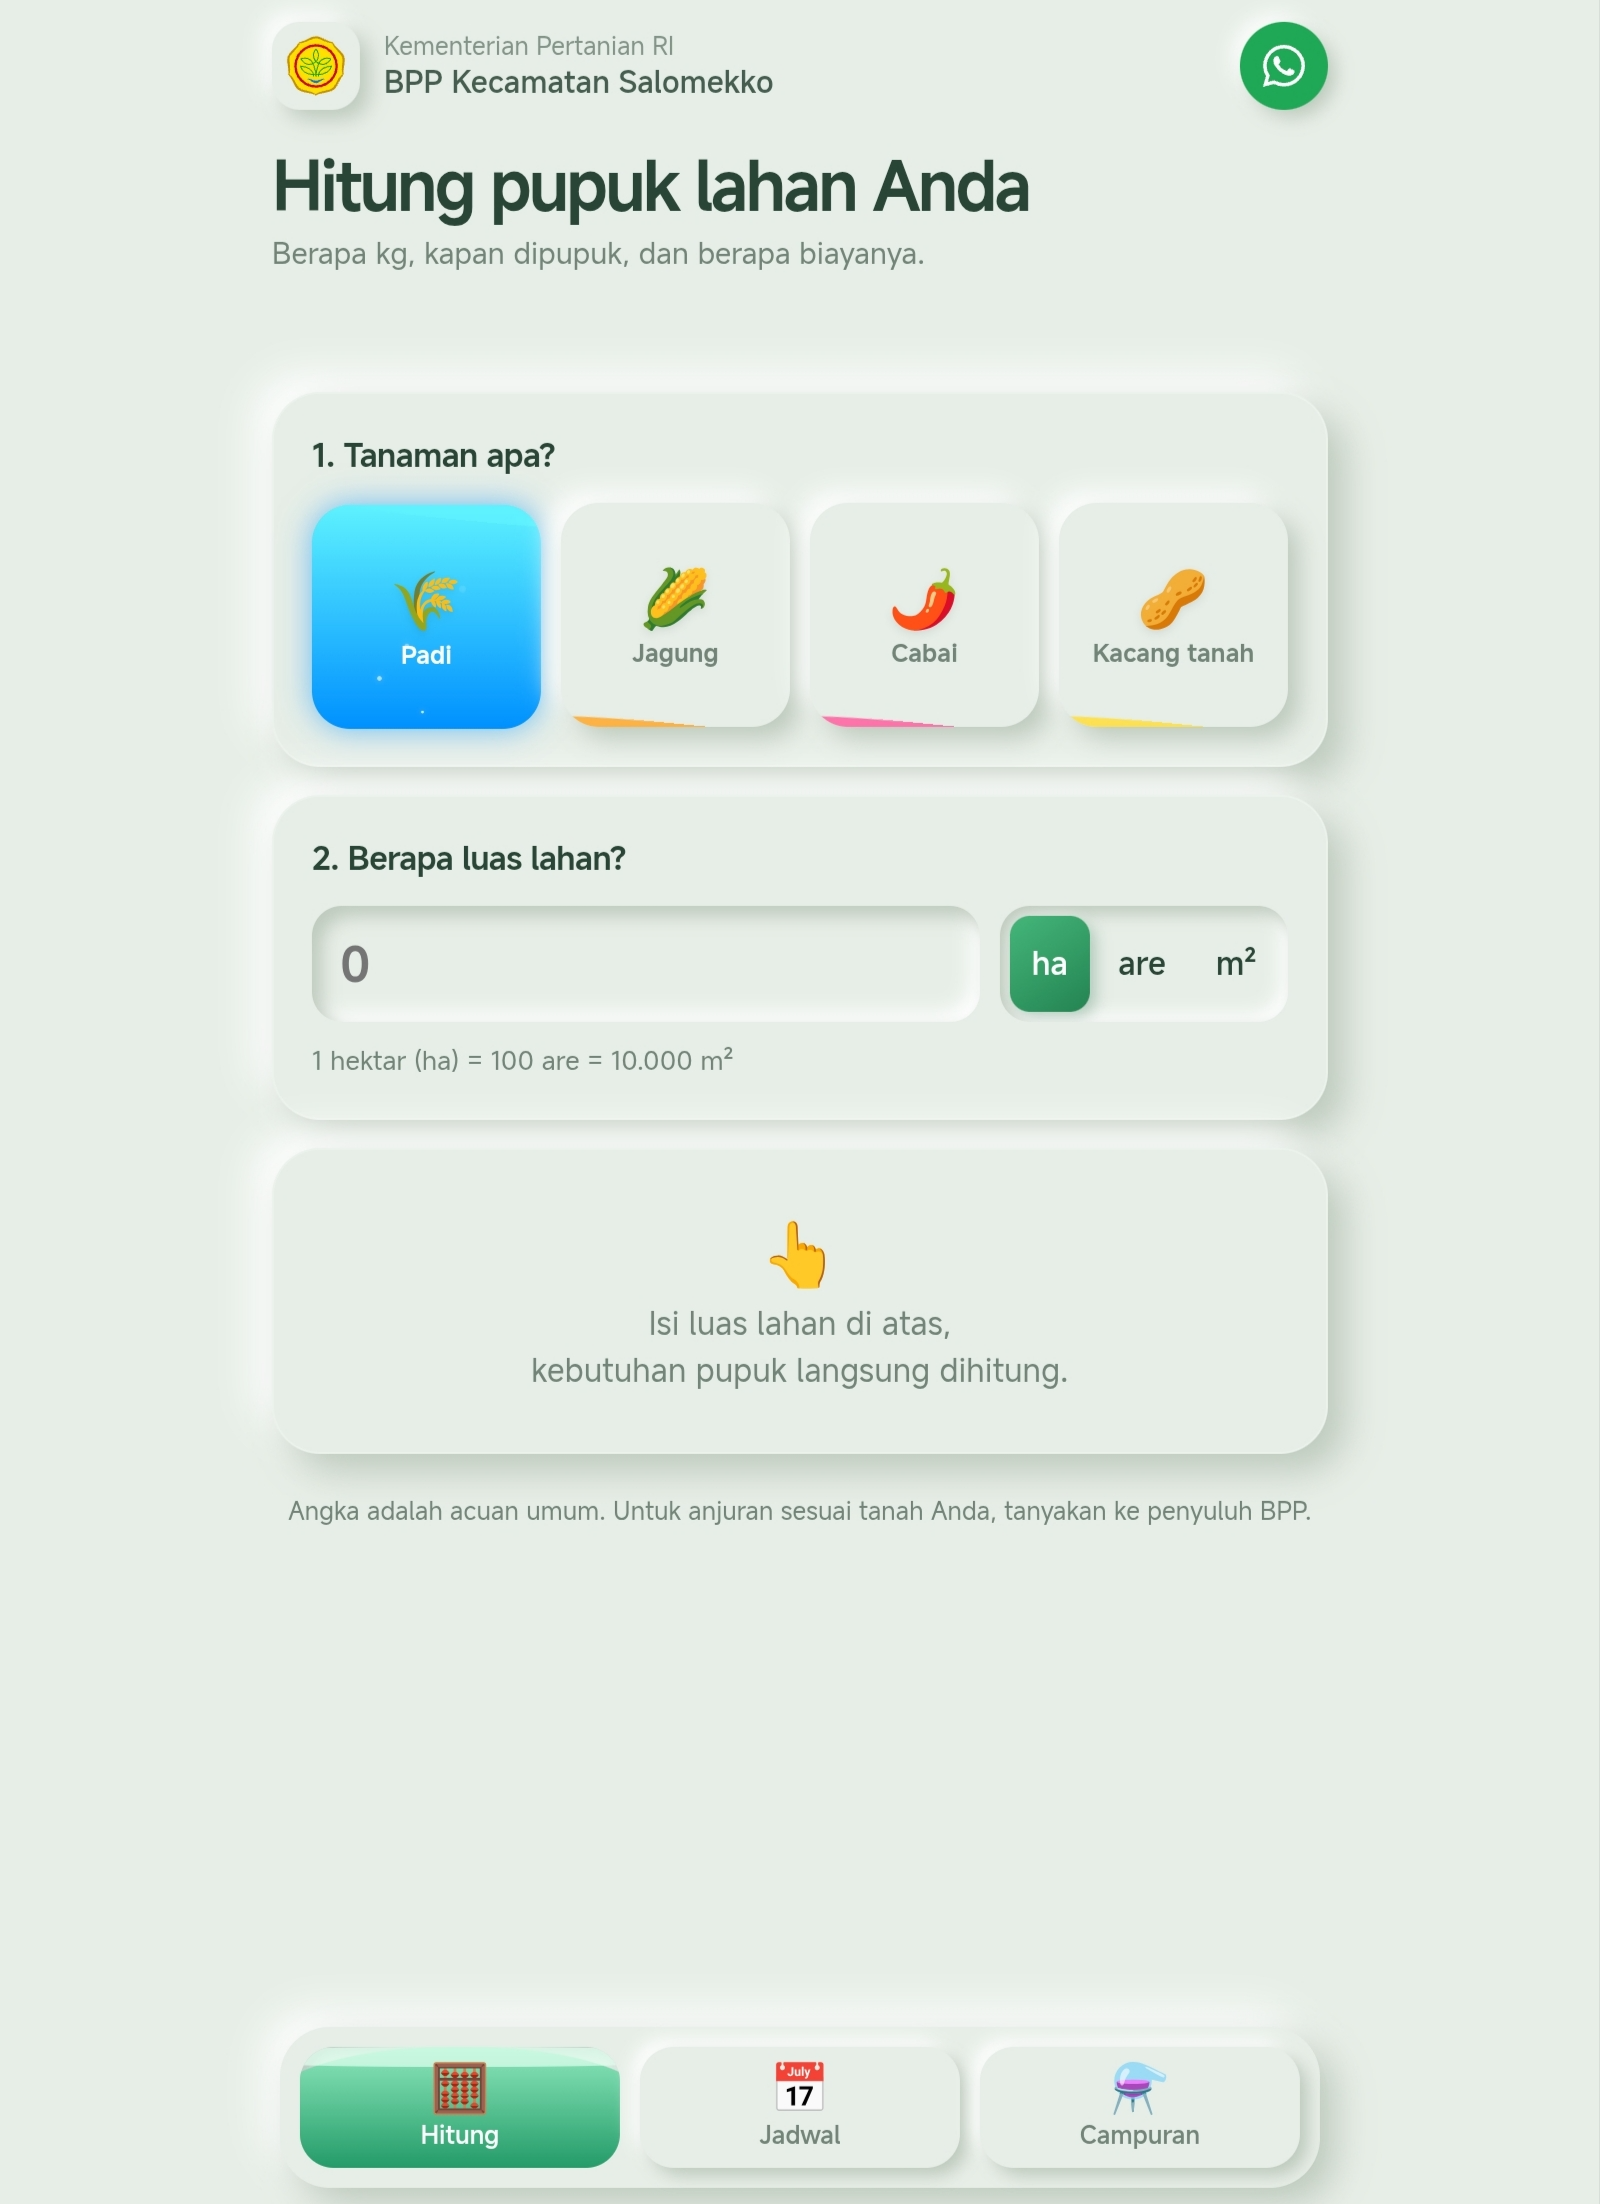 Kementerian Pertanian RI
BPP Kecamatan Salomekko
Hitung pupuk lahan Anda
Berapa kg, kapan dipupuk, dan berapa biayanya.
1. Tanaman apa?
Padi
Jagung
Cabai
Kacang tanah
2. Berapa luas lahan?
0
ha
are
m²
1 hektar (ha) = 100 are = 10.000 m²
Isi luas lahan di atas,
kebutuhan pupuk langsung dihitung.
Angka adalah acuan umum. Untuk anjuran sesuai tanah Anda, tanyakan ke penyuluh BPP.
Hitung
July
17
Jadwal
Campuran